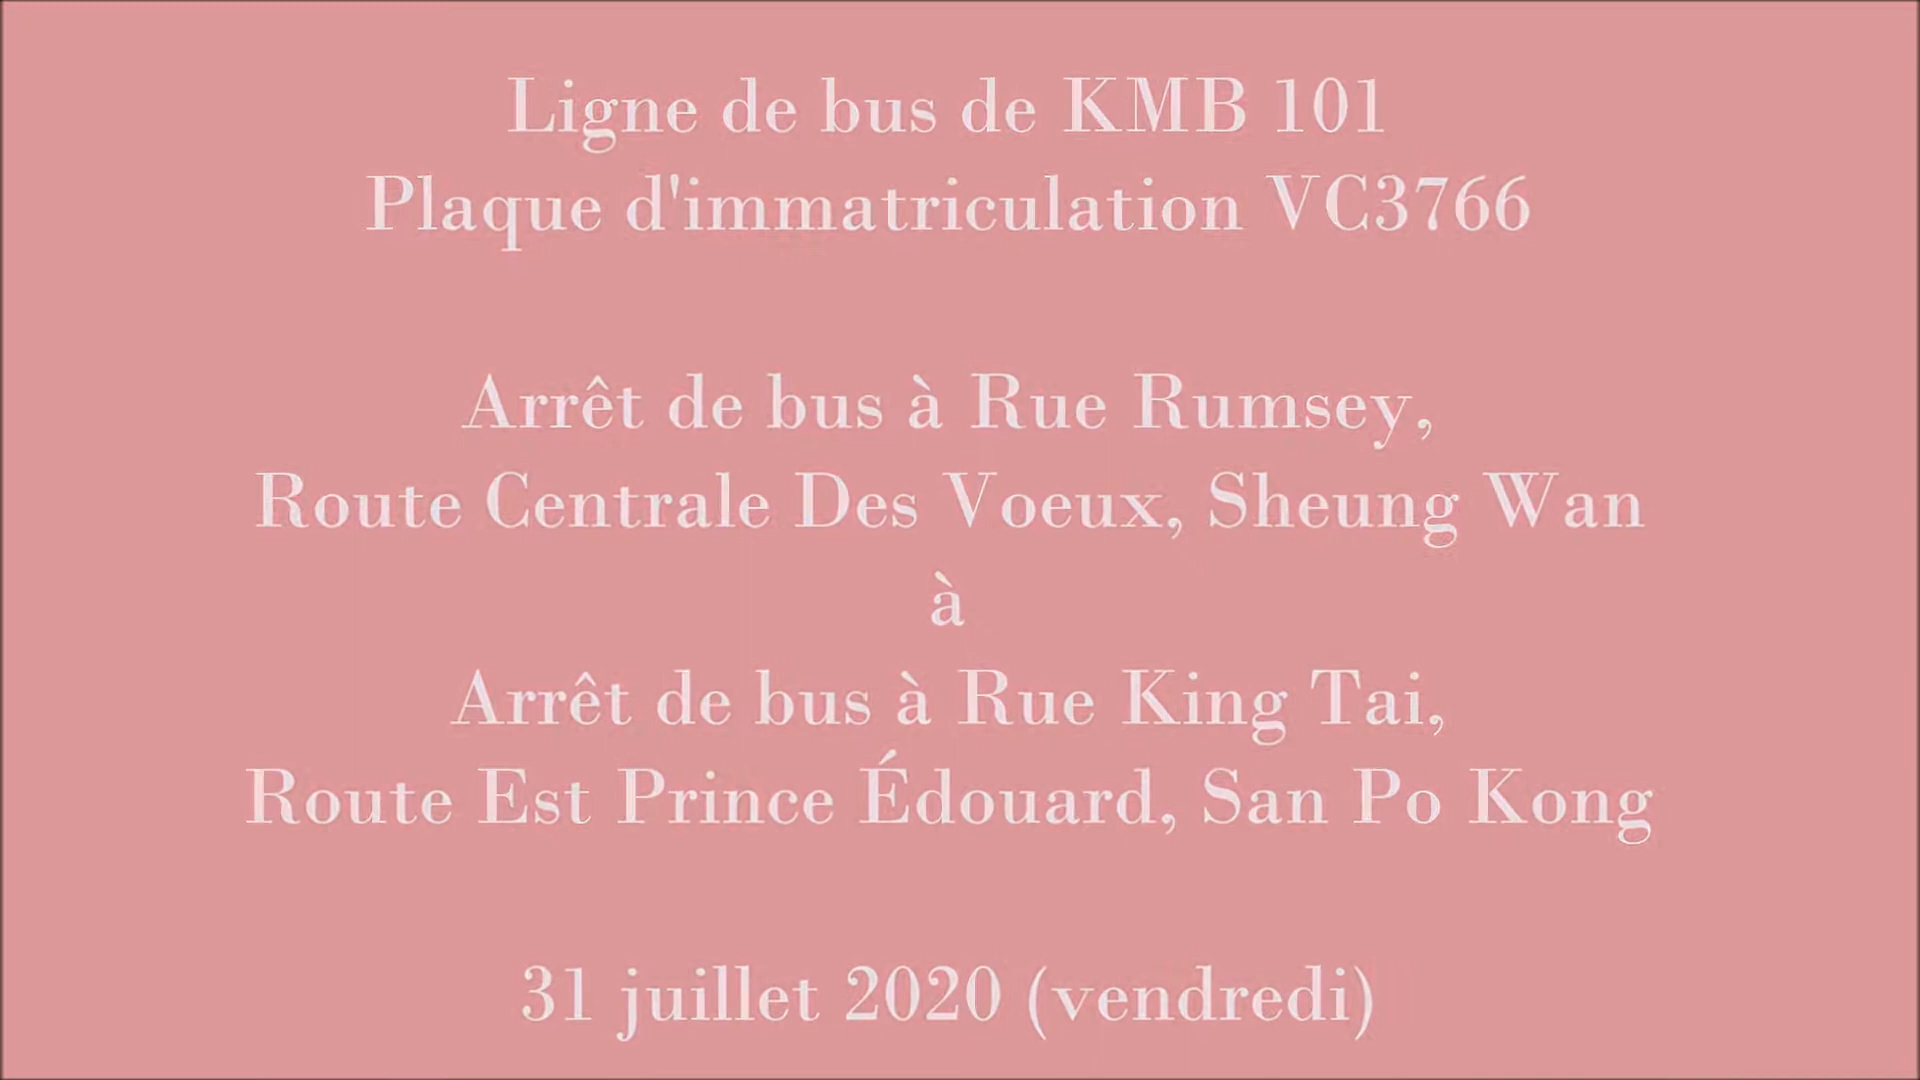 Ligne de bus de KMB 101
Plaque d'immatriculation VC3766
Arrêt de bus à Rue Rumsey,
Route Centrale Des Voeux, Sheung Wan
à
Arrêt de bus à Rue King Tai,
Route Est Prince Édouard, San Po Kong
31 juillet 2020 (vendredi)